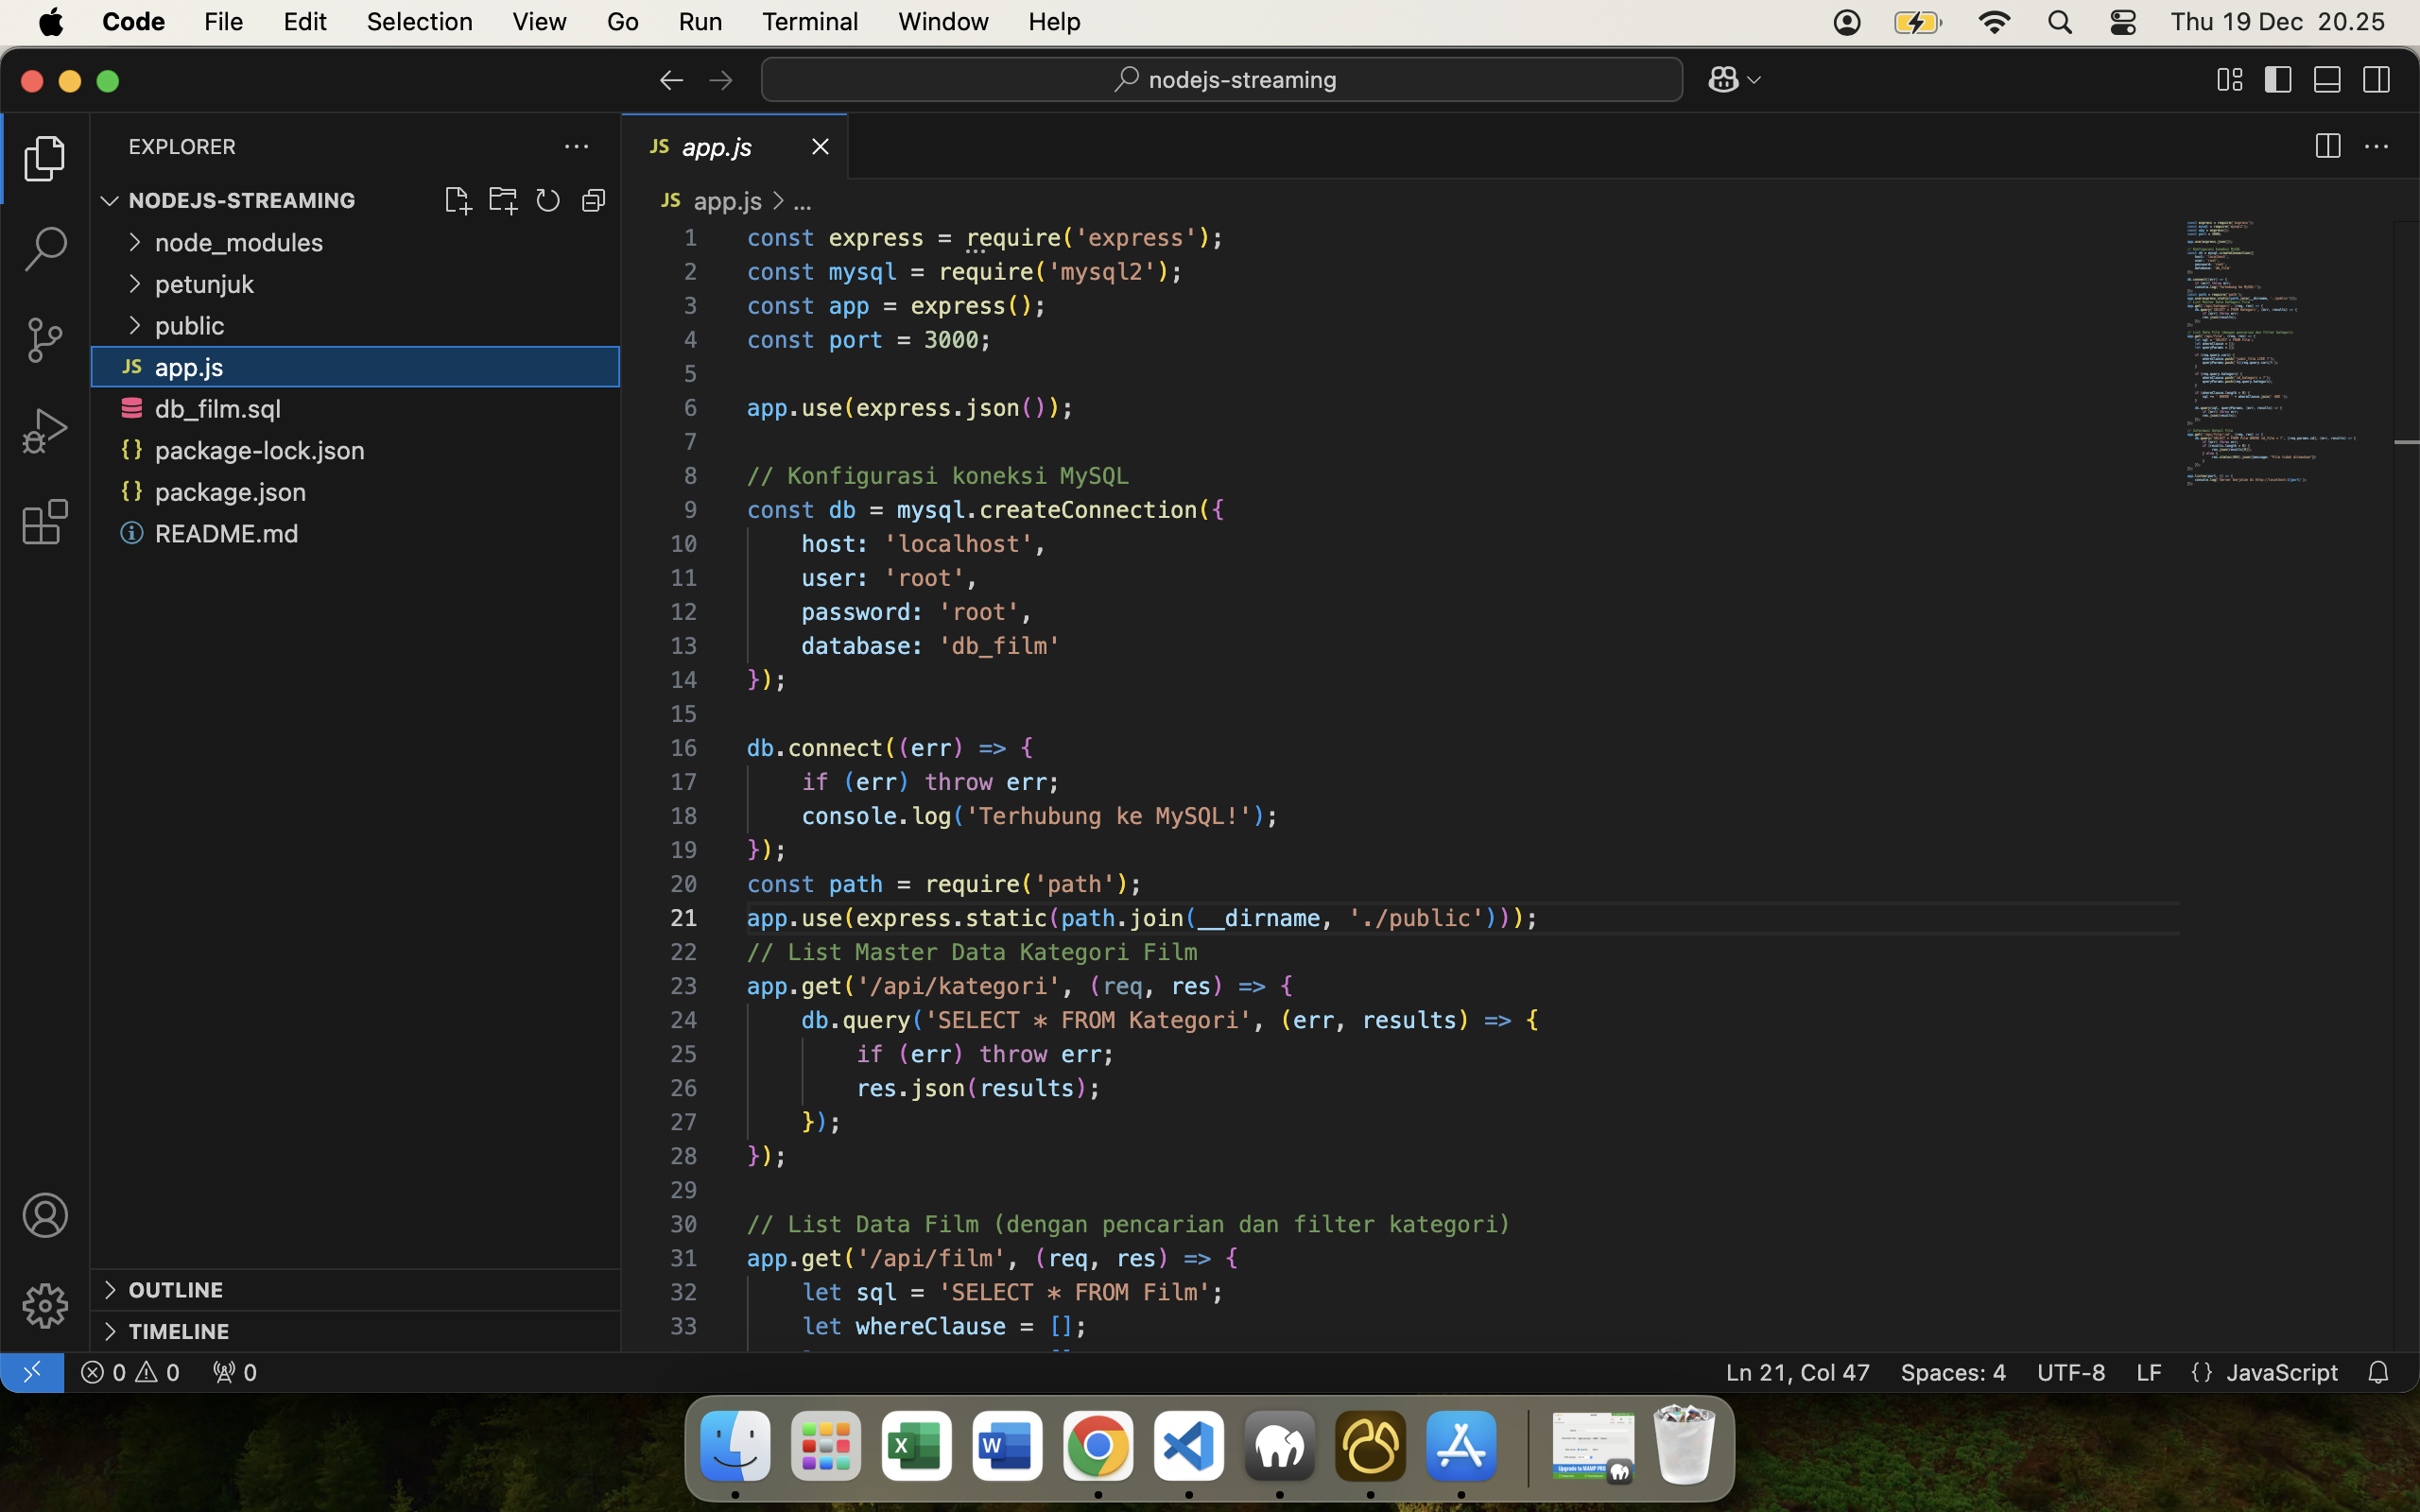 Code File Edit Selection View Go Run Terminal Window Help Thu 19 Dec 20.25
nodejs-streaming
EXPLORER
NODEJS-STREAMING
node_modules
petunjuk
public
JS app.js
db_film.sql
{} package-lock.json
{} package.json
README.md
OUTLINE
TIMELINE
JS app.js
JS app.js > ...
1 const express = require('express');
2 const mysql = require('mysql2');
3 const app = express();
4 const port = 3000;
5
6 app.use(express.json());
7
8 // Konfigurasi koneksi MySQL
9 const db = mysql.createConnection({
10 host: 'localhost',
11 user: 'root',
12 password: 'root',
13 database: 'db_film'
14 });
15
16 db.connect((err) => {
17 if (err) throw err;
18 console.log('Terhubung ke MySQL!');
19 });
20 const path = require('path');
21 app.use(express.static(path.join(__dirname, './public')));
22 // List Master Data Kategori Film
23 app.get('/api/kategori', (req, res) => {
24 db.query('SELECT * FROM Kategori', (err, results) => {
25 if (err) throw err;
26 res.json(results);
27 });
28 });
29
30 // List Data Film (dengan pencarian dan filter kategori)
31 app.get('/api/film', (req, res) => {
32 let sql = 'SELECT * FROM Film';
33 let whereClause = [];
0 0 0 Ln 21, Col 47 Spaces: 4 UTF-8 LF {} JavaScript